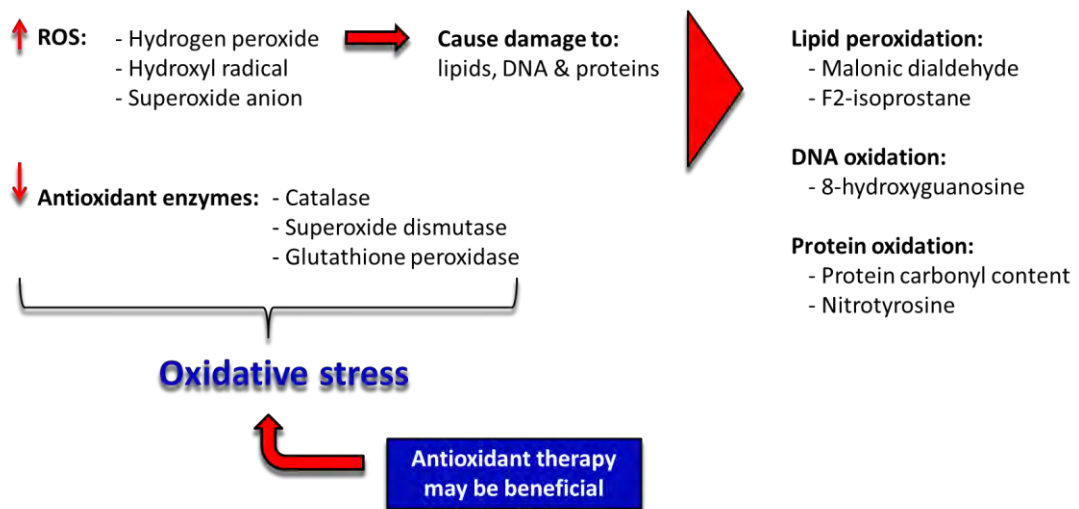 ROS: - Hydrogen peroxide
- Hydroxyl radical
- Superoxide anion
Cause damage to:
lipids, DNA & proteins
Antioxidant enzymes: - Catalase
- Superoxide dismutase
- Glutathione peroxidase
Oxidative stress
Antioxidant therapy
may be beneficial
Lipid peroxidation:
- Malonic dialdehyde
- F2-isoprostane
DNA oxidation:
- 8-hydroxyguanosine
Protein oxidation:
- Protein carbonyl content
- Nitrotyrosine